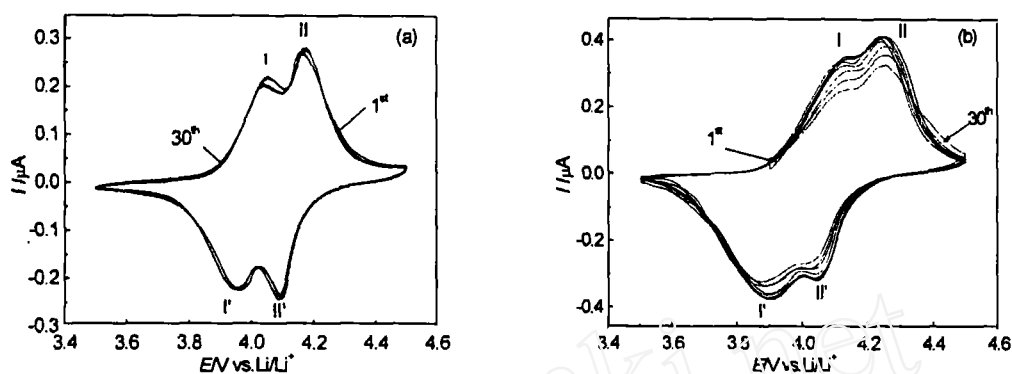 (a)
I
II
1st
30th
I'
II'
I /μA
0.3
0.2
0.1
0.0
-0.1
-0.2
-0.3
3.4 3.6 3.8 4.0 4.2 4.4 4.6
E/V vs.Li/Li+
(b)
I
II
1st
30th
I'
II'
I /μA
0.6
0.4
0.2
0.0
-0.2
-0.4
3.4 3.6 3.8 4.0 4.2 4.4 4.6
E/V vs.Li/Li+